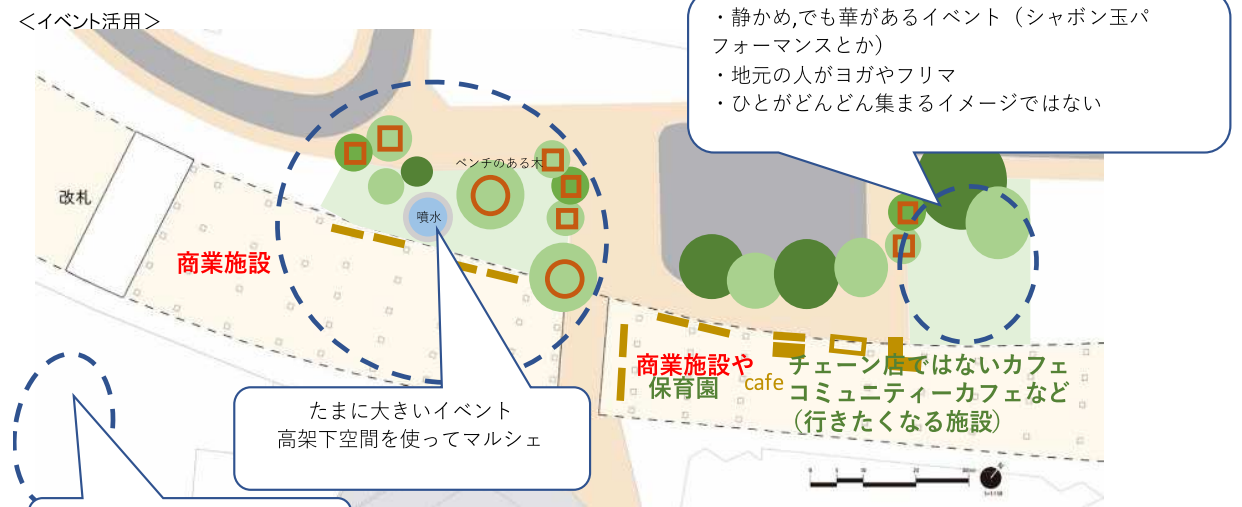 ＜イベント活用＞
・静かめ,でも華があるイベント（シャボン玉パ
フォーマンスとか）
・地元の人がヨガやフリマ
・ひとがどんどん集まるイメージではない
ベンチのある木
改札
噴水
商業施設
商業施設や
保育園
cafe
チェーン店ではないカフェ
コミュニティーカフェなど
（行きたくなる施設）
たまに大きいイベント
高架下空間を使ってマルシェ